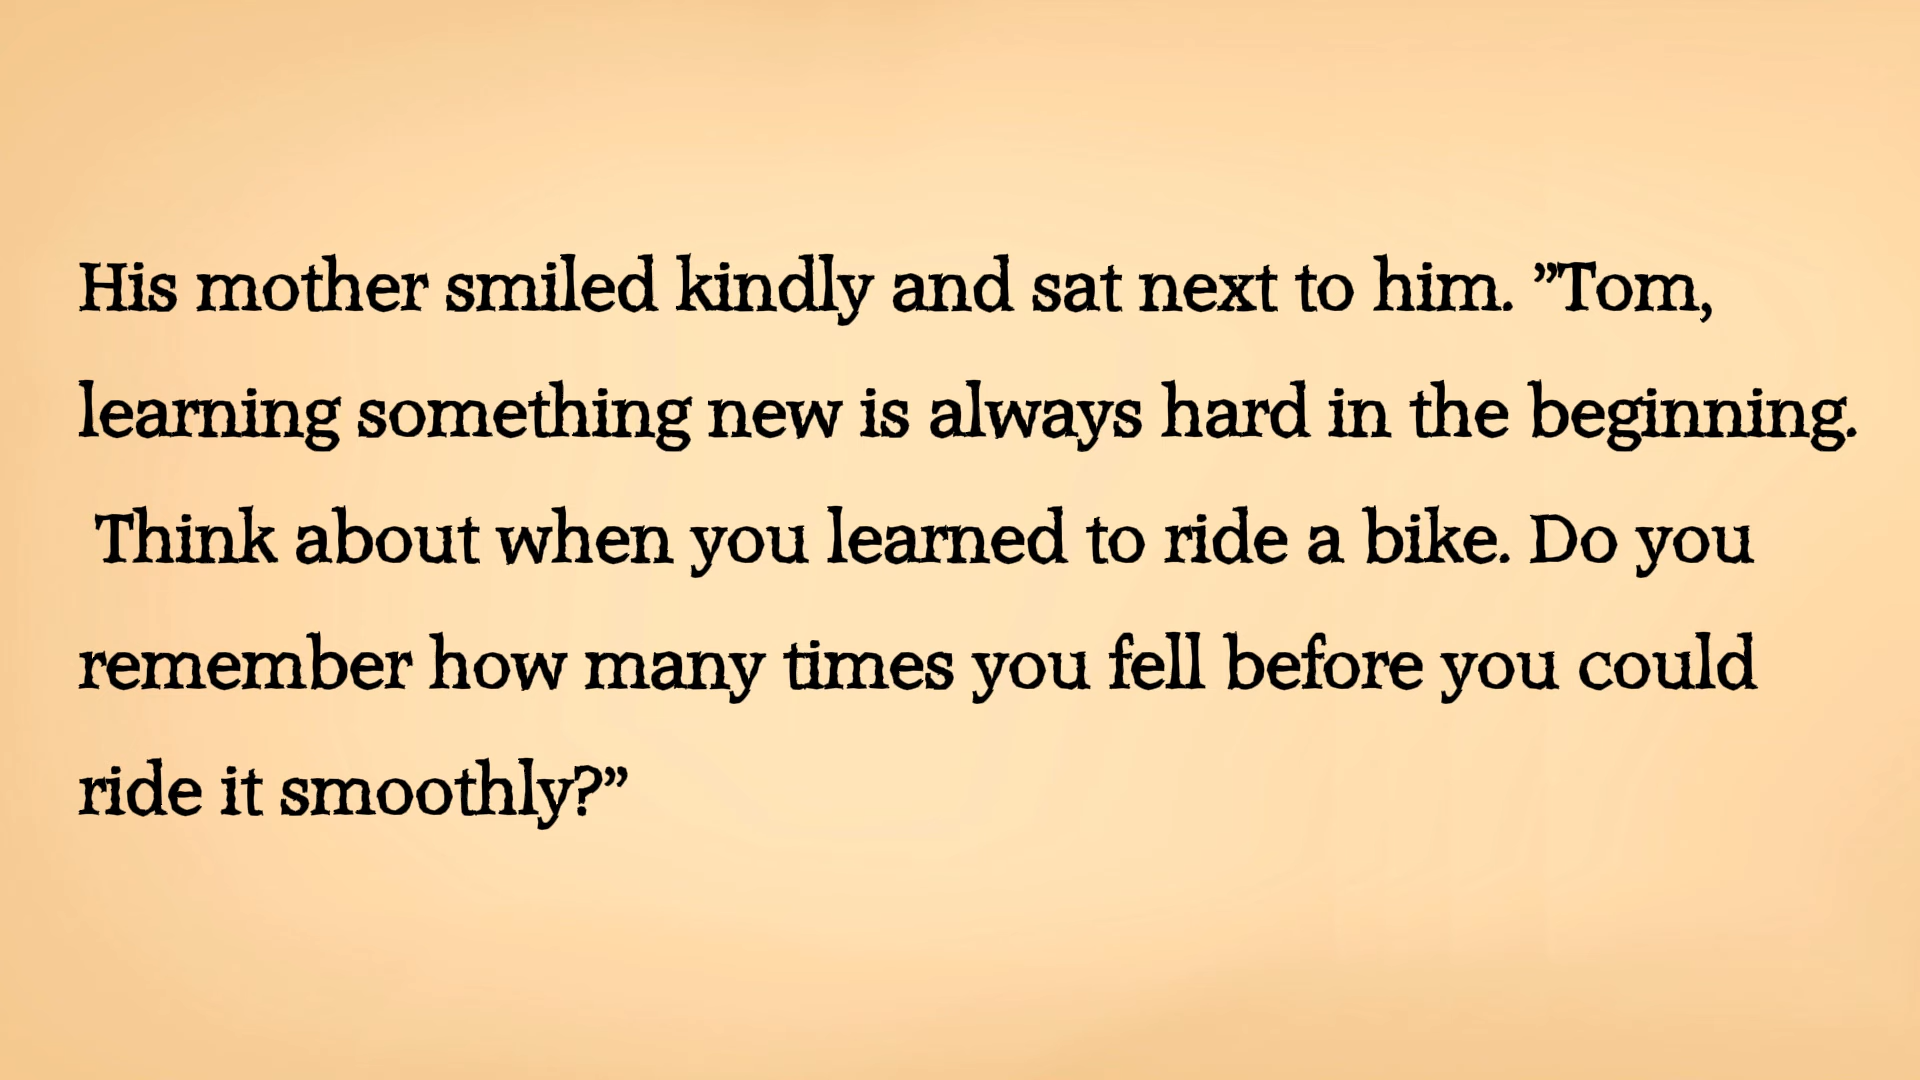 His mother smiled kindly and sat next to him. ”Tom,
learning something new is always hard in the beginning.
Think about when you learned to ride a bike. Do you
remember how many times you fell before you could
ride it smoothly?”